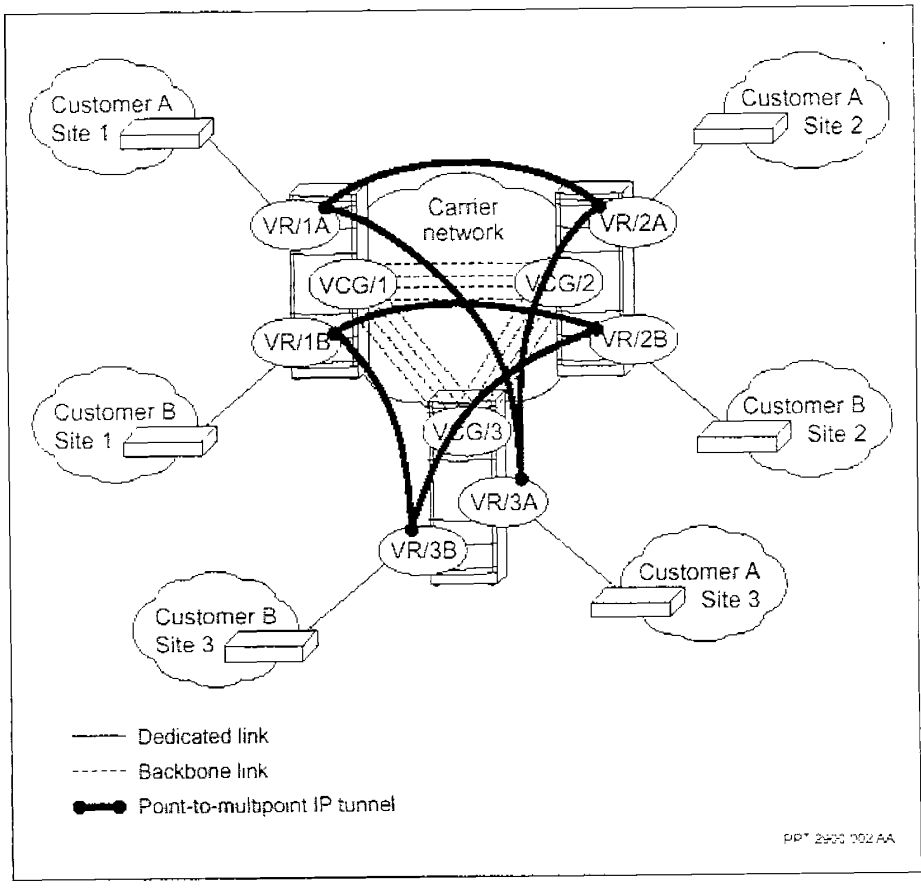 Customer A
Site 1
Customer A
Site 2
Carrier
network
VR/1A
VR/2A
VCG/1
VCG/2
VR/1B
VR/2B
Customer B
Site 1
Customer B
Site 2
VCG/3
VR/3A
VR/3B
Customer A
Site 3
Customer B
Site 3
Dedicated link
Backbone link
Point-to-multipoint IP tunnel